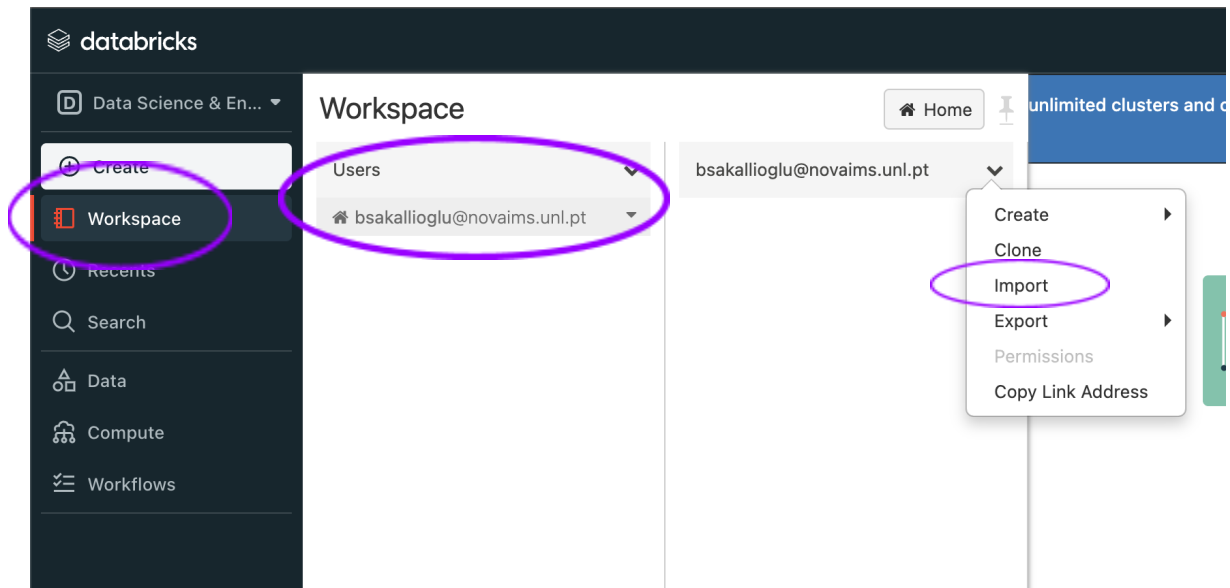 databricks
Data Science & En...
Create
Workspace
Recents
Search
Data
Compute
Workflows
Workspace
Home
Users
bsakallioglu@novaims.unl.pt
bsakallioglu@novaims.unl.pt
Create
Clone
Import
Export
Permissions
Copy Link Address
unlimited clusters and